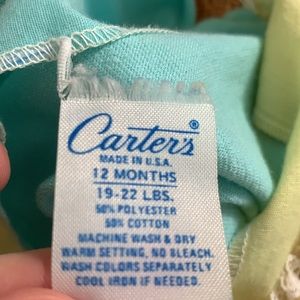 Carter's®
MADE IN U.S.A.
12 MONTHS
19-22 LBS.
50% POLYESTER
50% COTTON
MACHINE WASH & DRY
WARM SETTING, NO BLEACH.
WASH COLORS SEPARATELY
COOL IRON IF NEEDED.